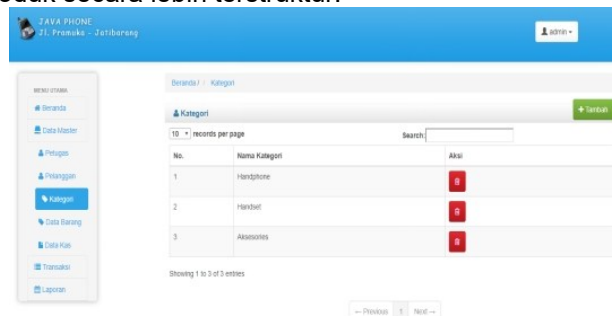 oduk secara lebih terstruktur.
JAVA PHONE
Jl. Pramuka - Jatibarang
admin
Beranda / Kategori
MENU UTAMA
Beranda
Data Master
Petugas
Pelanggan
Kategori
Data Barang
Data Kas
Transaksi
Laporan
Kategori
+ Tambah
10 records per page Search:
No. Nama Kategori Aksi
1 Handphone
2 Handset
3 Aksesories
Showing 1 to 3 of 3 entries
← Previous 1 Next →